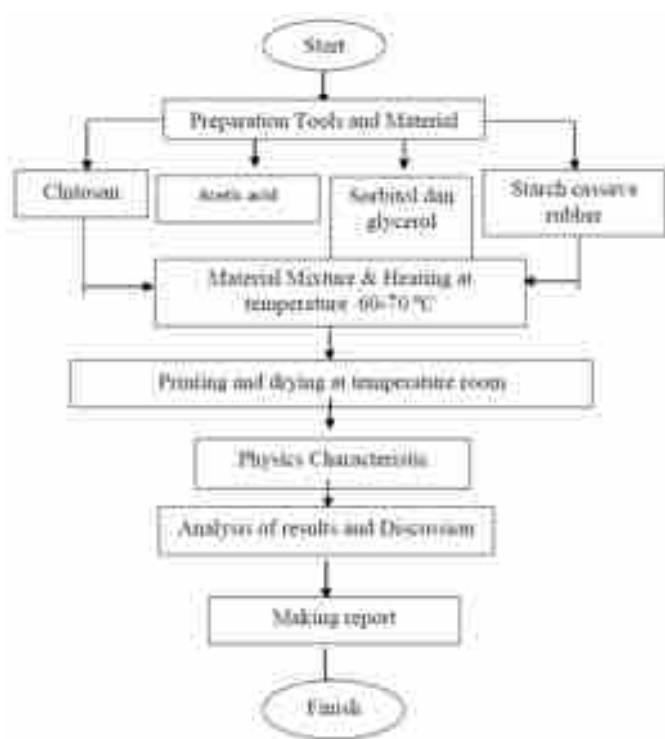 Start
Preparation Tools and Material
Chitosan
Acetic acid
Sorbitol dan
glycerol
Starch cassava
rubber
Material Mixture & Heating at
temperature 60-70 °C
Printing and drying at temperature room
Physics Characteristic
Analysis of results and Discussion
Making report
Finish